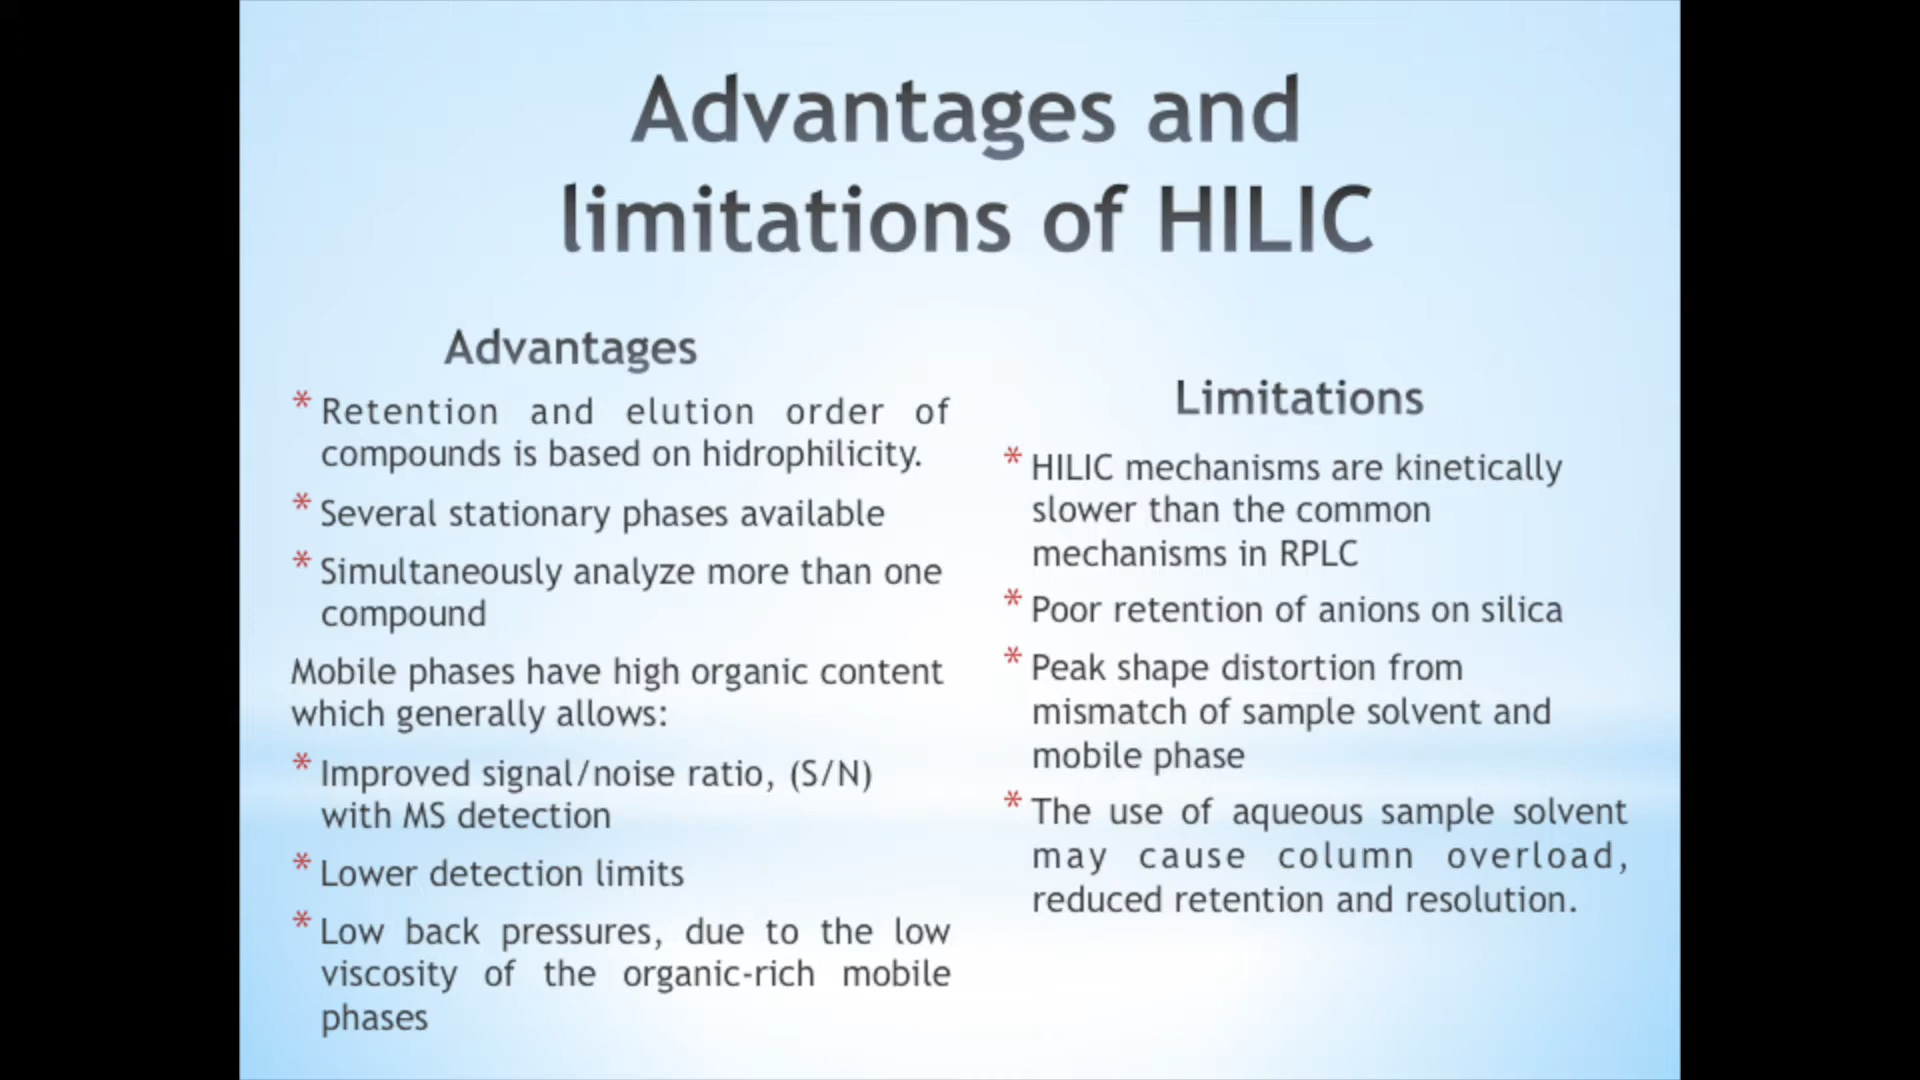 Advantages and
limitations of HILIC
Advantages
* Retention and elution order of
compounds is based on hidrophilicity.
* Several stationary phases available
* Simultaneously analyze more than one
compound
Mobile phases have high organic content
which generally allows:
* Improved signal/noise ratio, (S/N)
with MS detection
* Lower detection limits
* Low back pressures, due to the low
viscosity of the organic-rich mobile
phases
Limitations
* HILIC mechanisms are kinetically
slower than the common
mechanisms in RPLC
* Poor retention of anions on silica
* Peak shape distortion from
mismatch of sample solvent and
mobile phase
* The use of aqueous sample solvent
may cause column overload,
reduced retention and resolution.